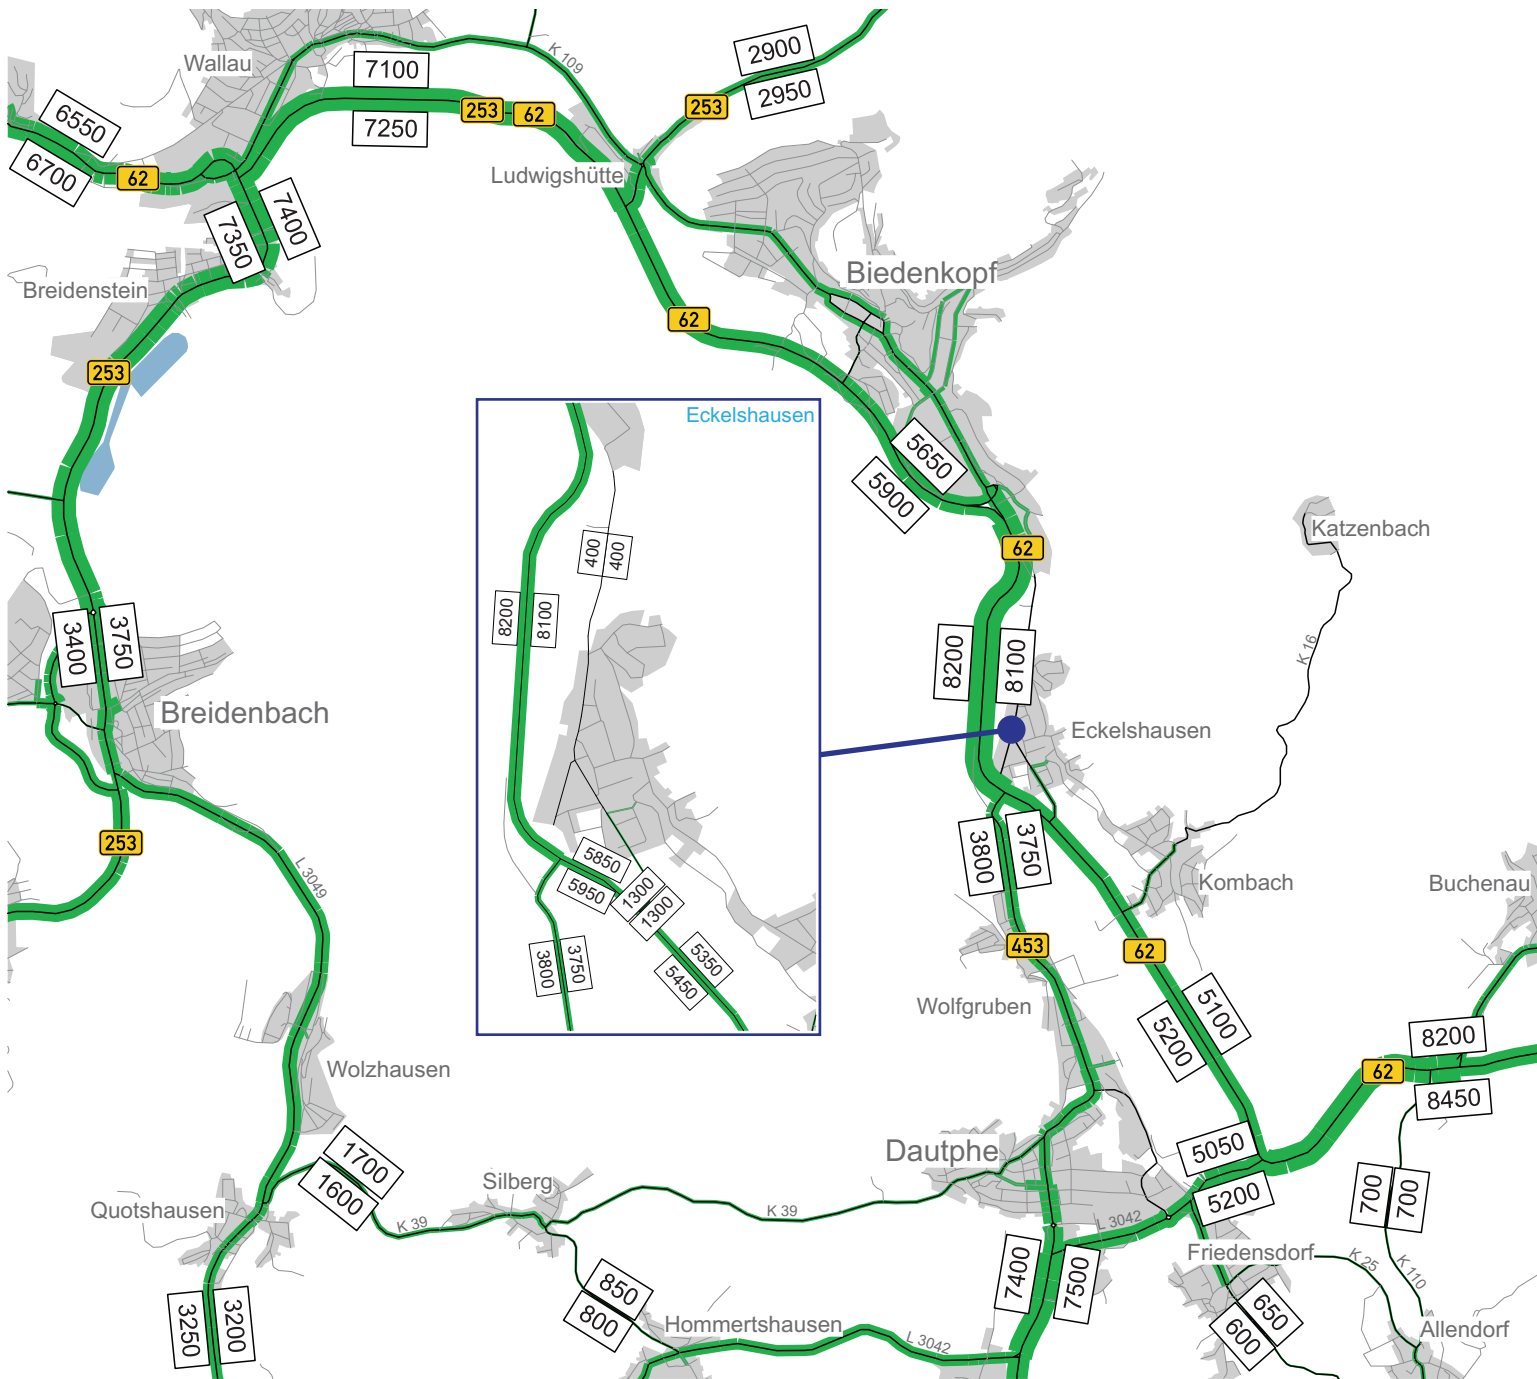 Wallau
7100
7250
253
62
K 109
2900
2950
253
6550
6700
62
Ludwigshütte
7400
7350
Breidenstein
Biedenkopf
62
253
Eckelshausen
5650
5900
62
Katzenbach
400
400
8200
8100
K 16
3400
3750
8200
8100
Breidenbach
Eckelshausen
253
3800
3750
Kombach
Buchenau
5850
5950
1300
1300
L 3049
5350
5450
3800
3750
453
62
Wolfgruben
5100
5200
8200
62
8450
Wolzhausen
Dautphe
5050
5200
1700
1600
Silberg
700
700
Quotshausen
K 39
K 39
L 3042
Friedensdorf
K 25
K 110
7400
7500
850
800
650
600
3250
3200
Hommertshausen
L 3042
Allendorf